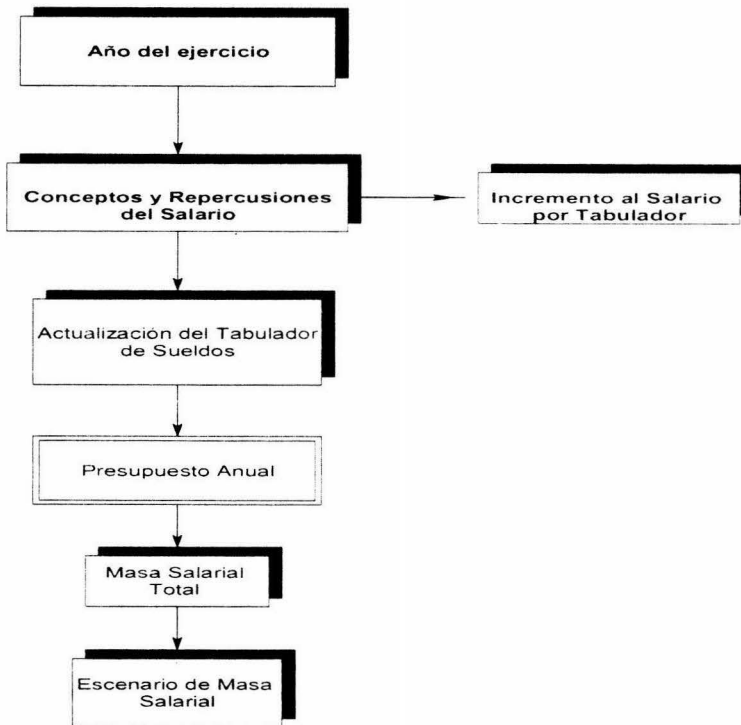 Año del ejercicio
Conceptos y Repercusiones
del Salario
Incremento al Salario
por Tabulador
Actualización del Tabulador
de Sueldos
Presupuesto Anual
Masa Salarial
Total
Escenario de Masa
Salarial